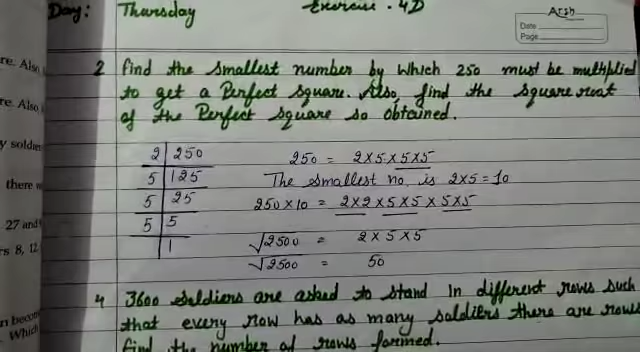 Day: Thursday Exercise - 4D
Arsh
Date
Page
re. Also
re. Also
y soldie
there w
27 and
rs 8, 12
n becom
Which
2 find the smallest number by which 250 must be multiplied
to get a Perfect square. Also, find the square root
of the Perfect square so obtained.
2 | 250
5 | 125
5 | 25
5 | 5
1
250 = 2×5×5×5
The smallest no. is 2×5=10
250×10 = 2×2×5×5×5×5
√2500 = 2×5×5
√2500 = 50
4 3600 soldiers are asked to stand in different rows such
that every row has as many soldiers there are rows
find the number of rows formed.